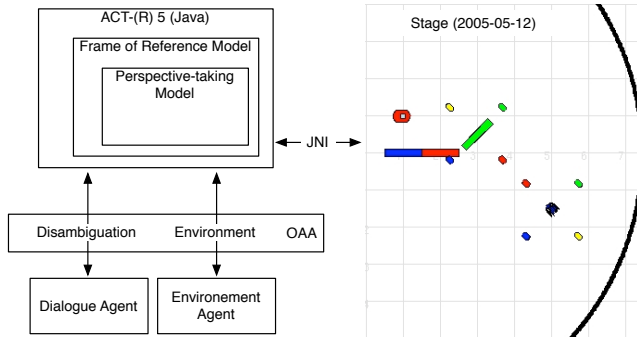 ACT-(R) 5 (Java)
Frame of Reference Model
Perspective-taking
Model
JNI
Disambiguation
Environment
OAA
Dialogue Agent
Environement
Agent
Stage (2005-05-12)